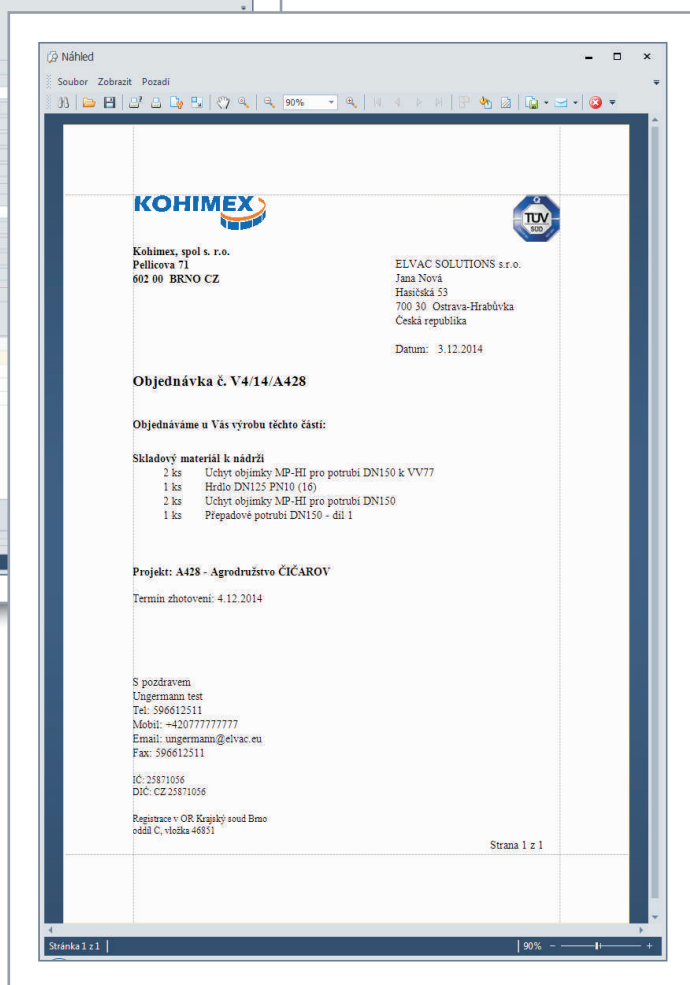 Náhled
Soubor Zobrazit Pozadí
90%
KOHIMEX
Q
TÜV
SÜD
Kohimex, spol s. r.o.
Pellicova 71
602 00 BRNO CZ
ELVAC SOLUTIONS s.r.o.
Jana Nová
Hasičská 53
700 30 Ostrava-Hrabůvka
Česká republika
Datum: 3.12.2014
Objednávka č. V4/14/A428
Objednáváme u Vás výrobu těchto částí:
Skladový materiál k nádrži
2 ks Uchyt objímky MP-HI pro potrubí DN150 k VV77
1 ks Hrdlo DN125 PN10 (16)
2 ks Uchyt objímky MP-HI pro potrubí DN150
1 ks Přepadové potrubí DN150 - díl 1
Projekt: A428 - Agrodružstvo ČIČAROV
Termín zhotovení: 4.12.2014
S pozdravem
Ungermann test
Tel: 596612511
Mobil: +420777777777
Email: ungermann@elvac.eu
Fax: 596612511
IČ: 25871056
DIČ: CZ 25871056
Registrace v OR Krajský soud Brno
oddíl C, vložka 46851
Strana 1 z 1
Stránka 1 z 1
90%